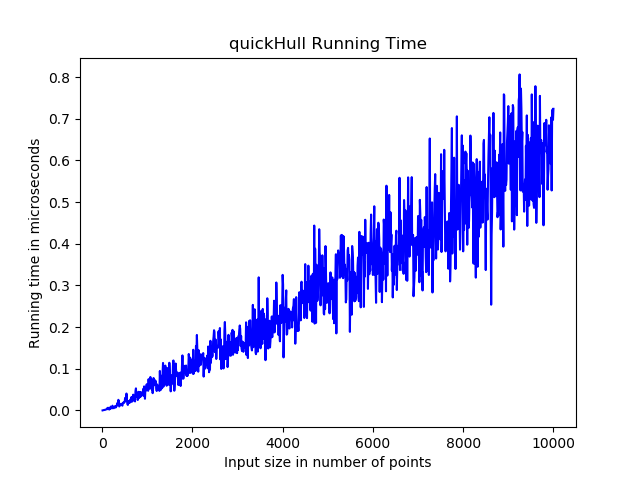 quickHull Running Time
Running time in microseconds
0.8
0.7
0.6
0.5
0.4
0.3
0.2
0.1
0.0
0 2000 4000 6000 8000 10000
Input size in number of points